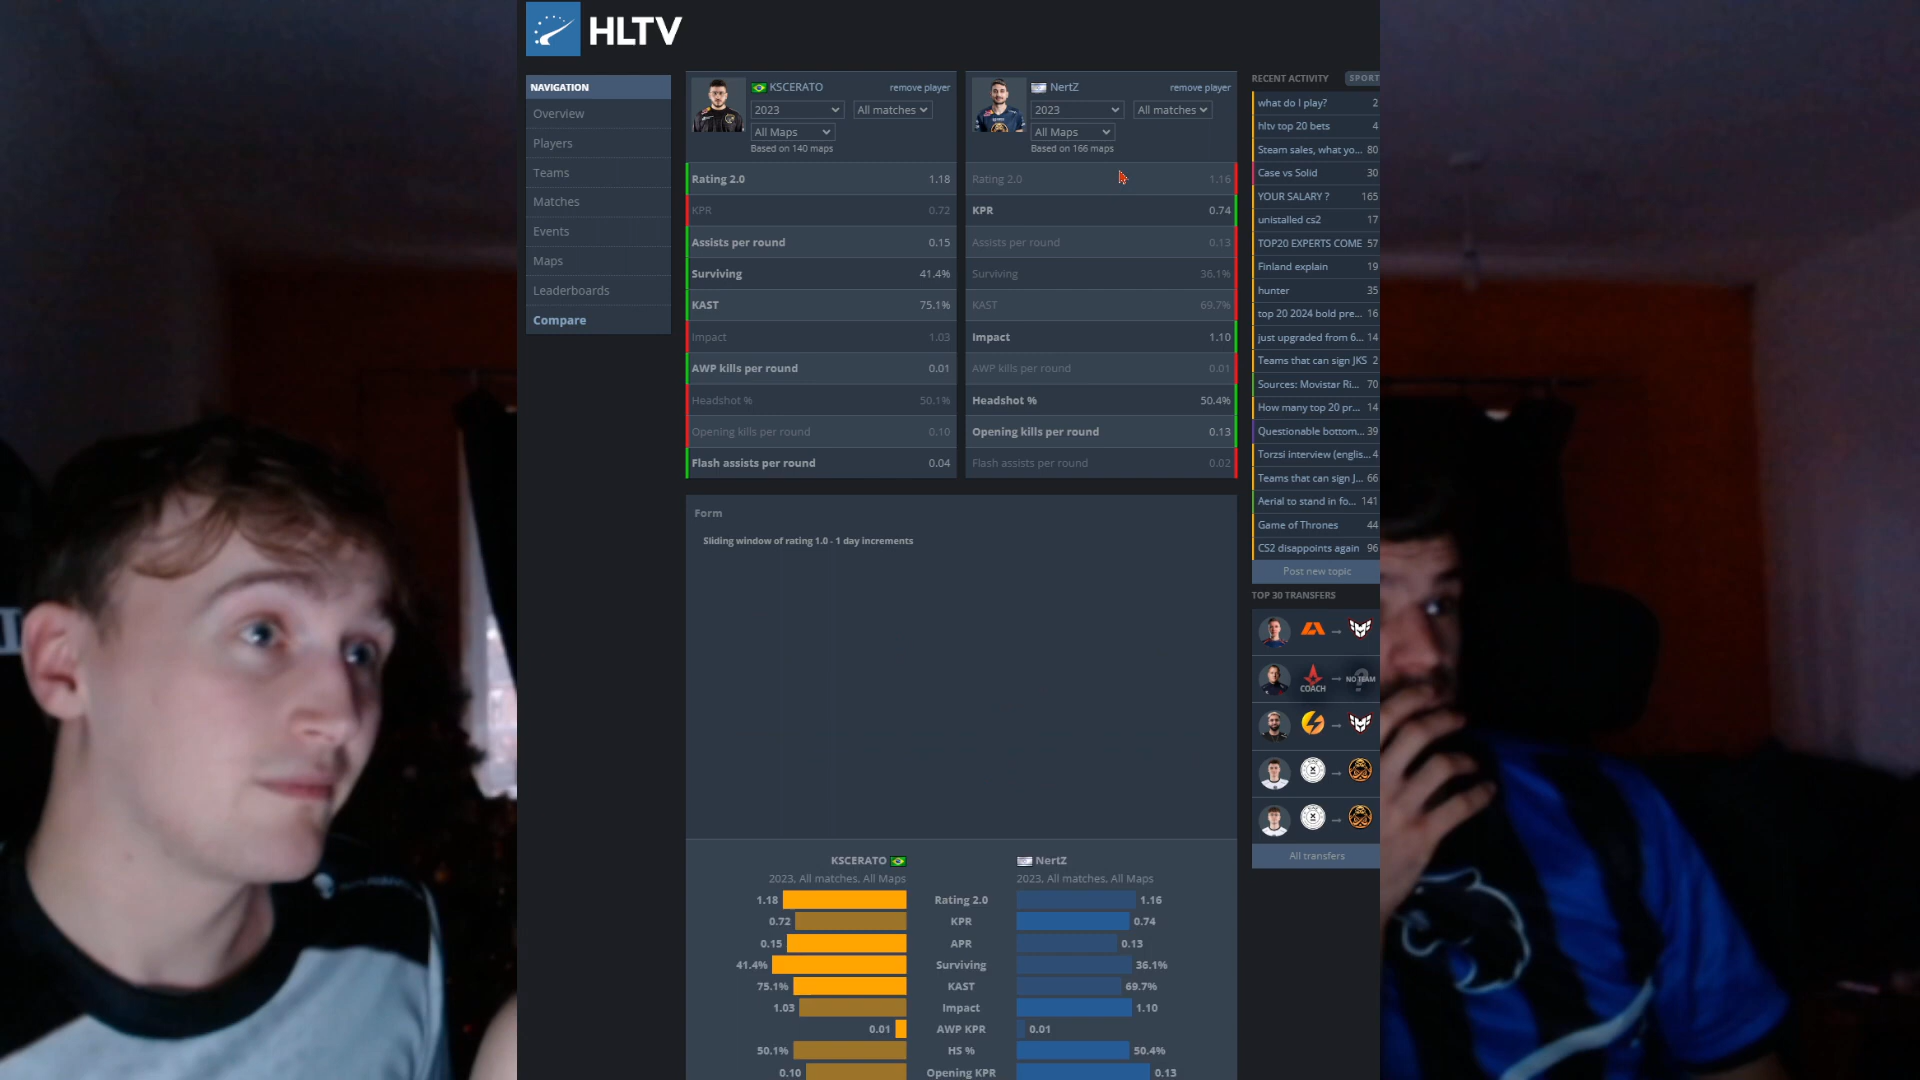 HLTV
NAVIGATION
Overview
Players
Teams
Matches
Events
Maps
Leaderboards
Compare
KSCERATO
remove player
2023
All matches
All Maps
Based on 140 maps
Rating 2.0 1.18
KPR 0.72
Assists per round 0.15
Surviving 41.4%
KAST 75.1%
Impact 1.03
AWP kills per round 0.01
Headshot % 50.1%
Opening kills per round 0.10
Flash assists per round 0.04
NertZ
remove player
2023
All matches
All Maps
Based on 166 maps
Rating 2.0 1.16
KPR 0.74
Assists per round 0.13
Surviving 36.1%
KAST 69.7%
Impact 1.10
AWP kills per round 0.01
Headshot % 50.4%
Opening kills per round 0.13
Flash assists per round 0.02
Form
Sliding window of rating 1.0 - 1 day increments
KSCERATO NertZ
2023, All matches, All Maps 2023, All matches, All Maps
1.18 Rating 2.0 1.16
0.72 KPR 0.74
0.15 APR 0.13
41.4% Surviving 36.1%
75.1% KAST 69.7%
1.03 Impact 1.10
0.01 AWP KPR 0.01
50.1% HS % 50.4%
0.10 Opening KPR 0.13
RECENT ACTIVITY SPORT
what do I play? 2
hltv top 20 bets 4
Steam sales, what yo... 80
Case vs Solid 30
YOUR SALARY ? 165
unistalled cs2 17
TOP20 EXPERTS COME 57
Finland explain 19
hunter 35
top 20 2024 bold pre... 16
just upgraded from 6... 14
Teams that can sign JKS 2
Sources: Movistar Ri... 70
How many top 20 pr... 14
Questionable bottom... 39
Torzsi interview (englis... 4
Teams that can sign J... 66
Aerial to stand in fo... 141
Game of Thrones 44
CS2 disappoints again 96
Post new topic
TOP 30 TRANSFERS
COACH
NO TEAM
All transfers